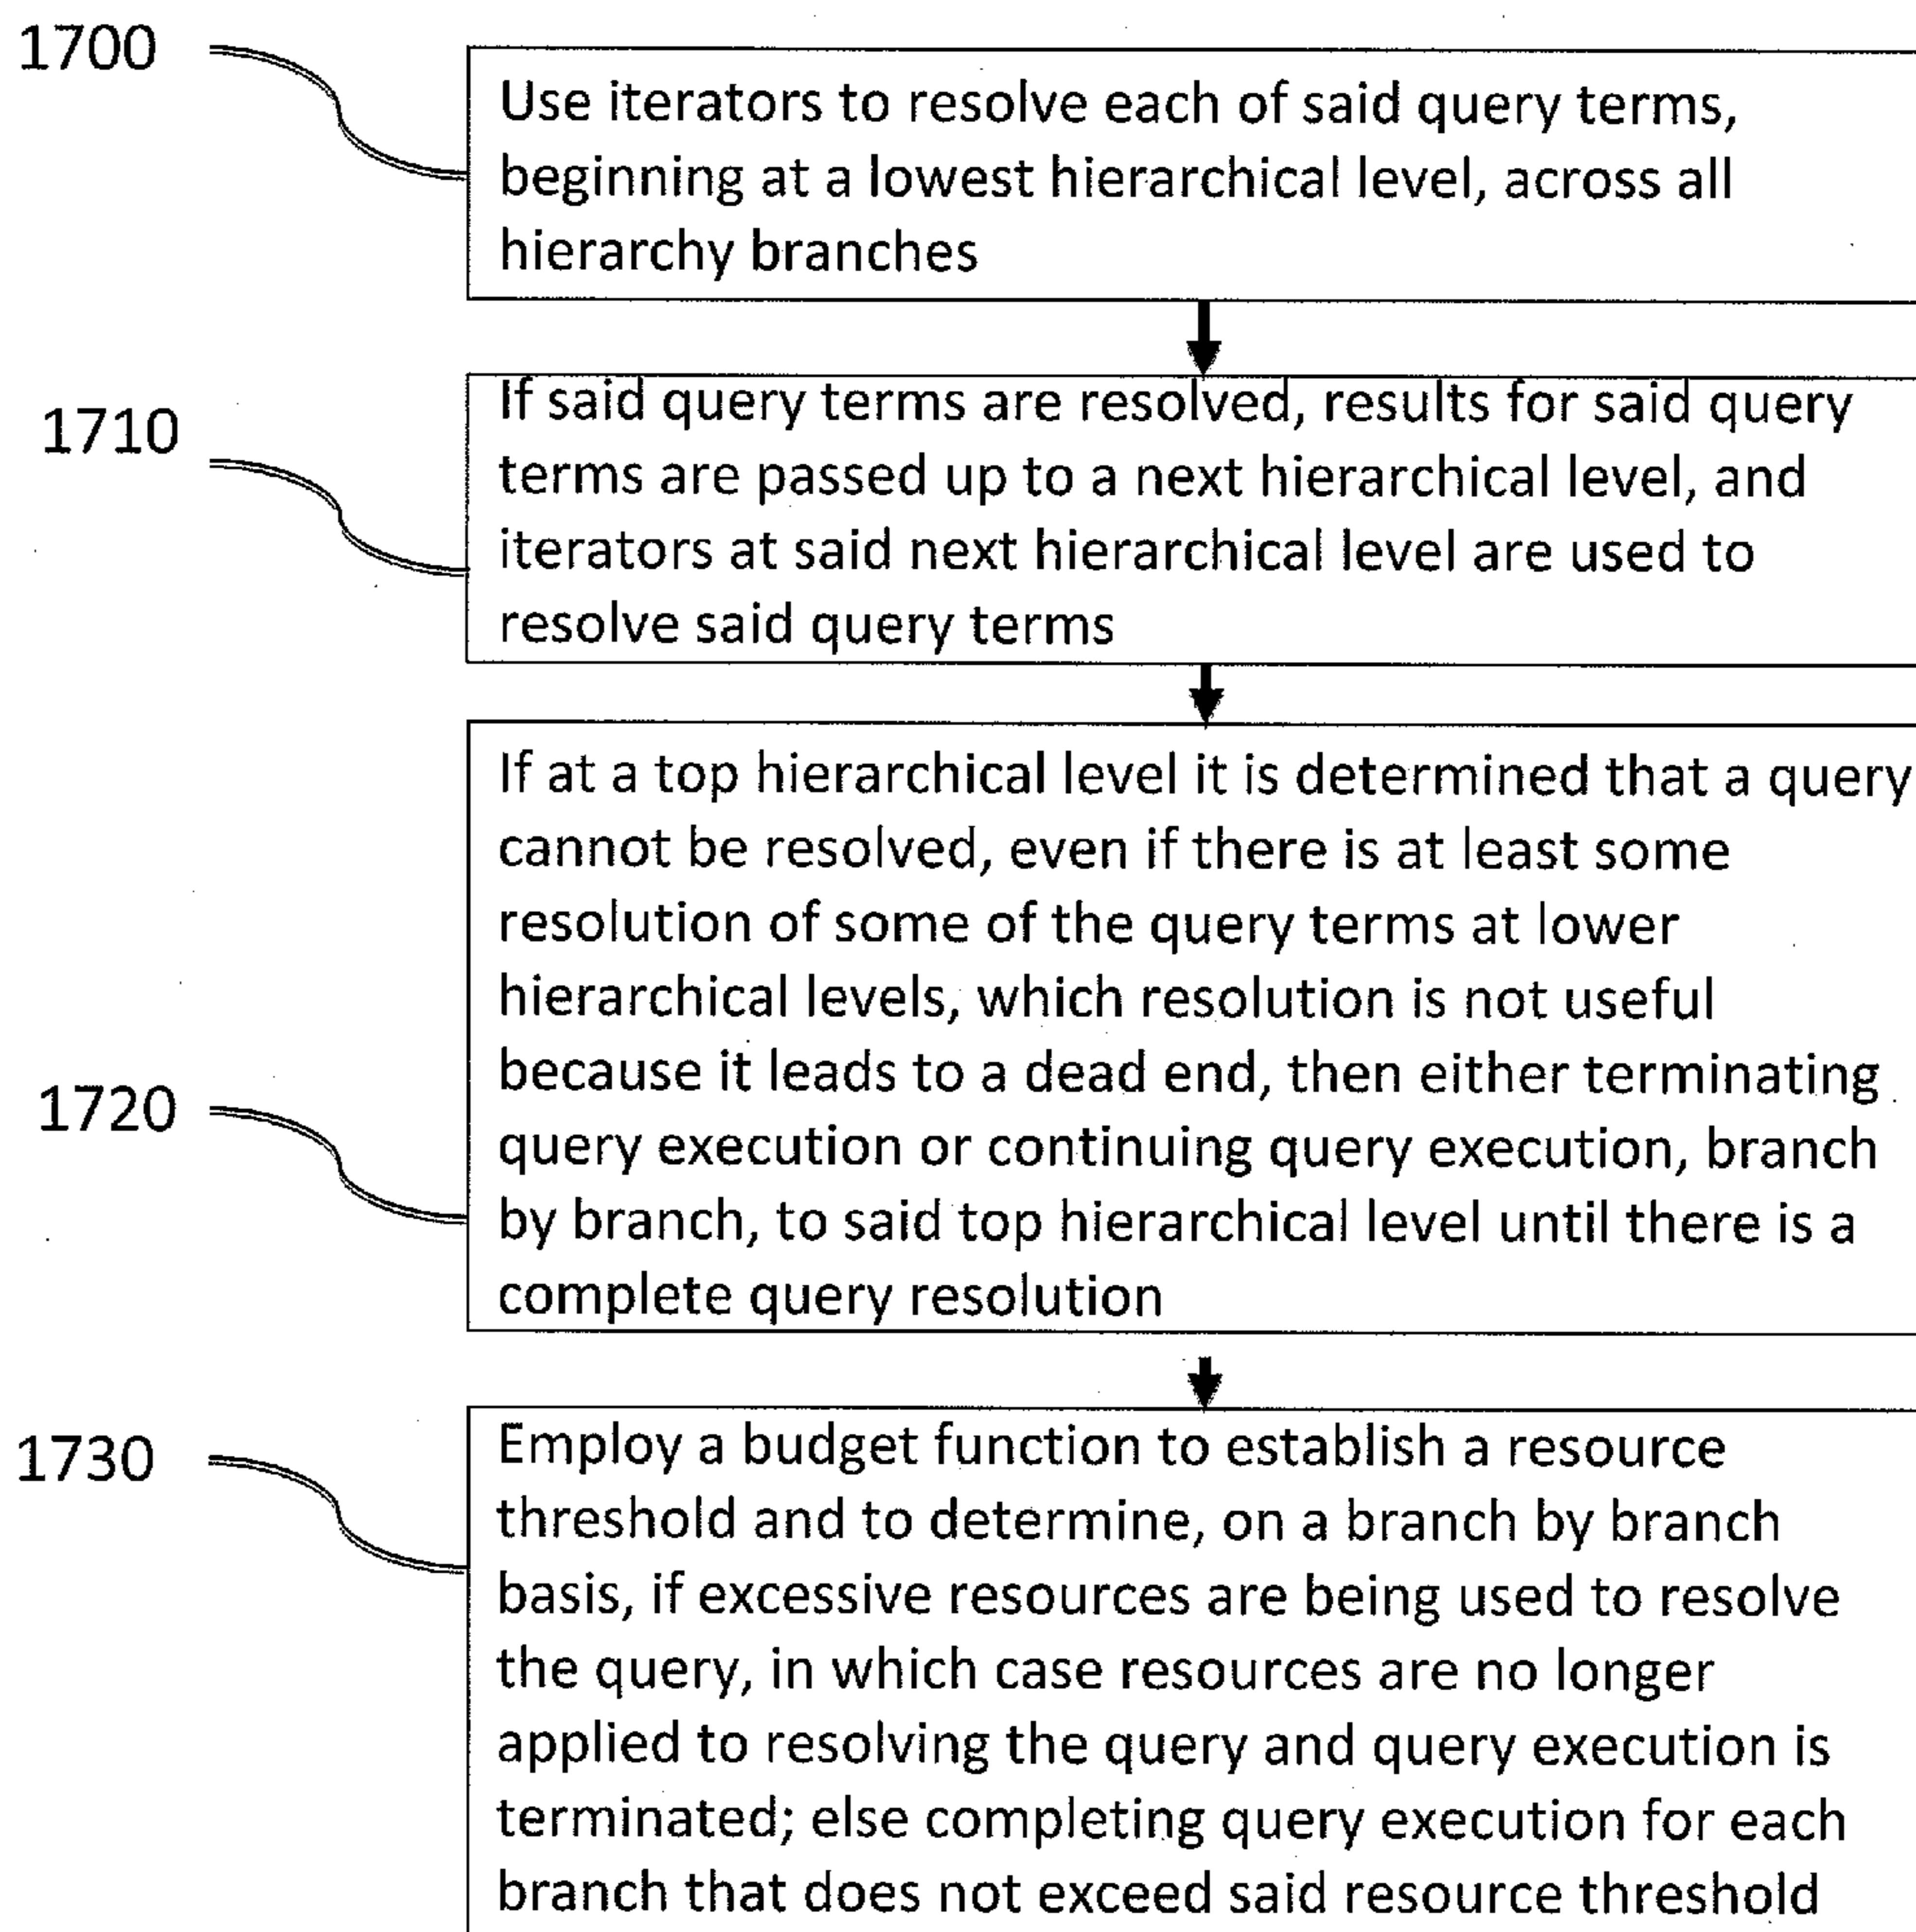 1700
Use iterators to resolve each of said query terms,
beginning at a lowest hierarchical level, across all
hierarchy branches
1710
If said query terms are resolved, results for said query
terms are passed up to a next hierarchical level, and
iterators at said next hierarchical level are used to
resolve said query terms
1720
If at a top hierarchical level it is determined that a query
cannot be resolved, even if there is at least some
resolution of some of the query terms at lower
hierarchical levels, which resolution is not useful
because it leads to a dead end, then either terminating
query execution or continuing query execution, branch
by branch, to said top hierarchical level until there is a
complete query resolution
1730
Employ a budget function to establish a resource
threshold and to determine, on a branch by branch
basis, if excessive resources are being used to resolve
the query, in which case resources are no longer
applied to resolving the query and query execution is
terminated; else completing query execution for each
branch that does not exceed said resource threshold